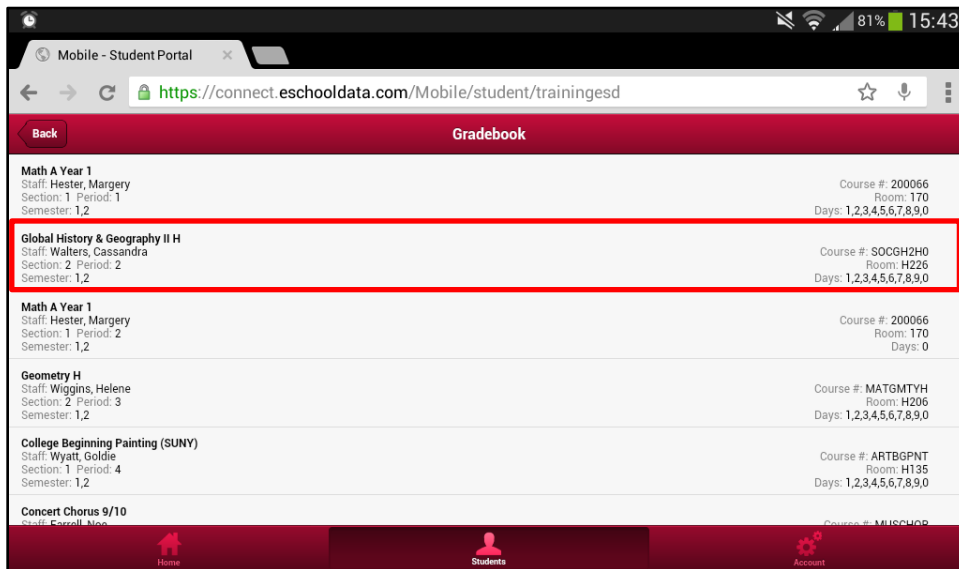 81% 15:43
Mobile - Student Portal
https://connect.eschooldata.com/Mobile/student/trainingesd
Back Gradebook
Math A Year 1
Staff: Hester, Margery Course #: 200066
Section: 1 Period: 1 Room: 170
Semester: 1,2 Days: 1,2,3,4,5,6,7,8,9,0
Global History & Geography II H
Staff: Walters, Cassandra Course #: SOCGH2H0
Section: 2 Period: 2 Room: H226
Semester: 1,2 Days: 1,2,3,4,5,6,7,8,9,0
Math A Year 1
Staff: Hester, Margery Course #: 200066
Section: 1 Period: 2 Room: 170
Semester: 1,2 Days: 0
Geometry H
Staff: Wiggins, Helene Course #: MATGMTYH
Section: 2 Period: 3 Room: H206
Semester: 1,2 Days: 1,2,3,4,5,6,7,8,9,0
College Beginning Painting (SUNY)
Staff: Wyatt, Goldie Course #: ARTBGPNT
Section: 1 Period: 4 Room: H135
Semester: 1,2 Days: 1,2,3,4,5,6,7,8,9,0
Concert Chorus 9/10
Staff: Farrell, Noe Course #: MUSCHOR
Home Students Account